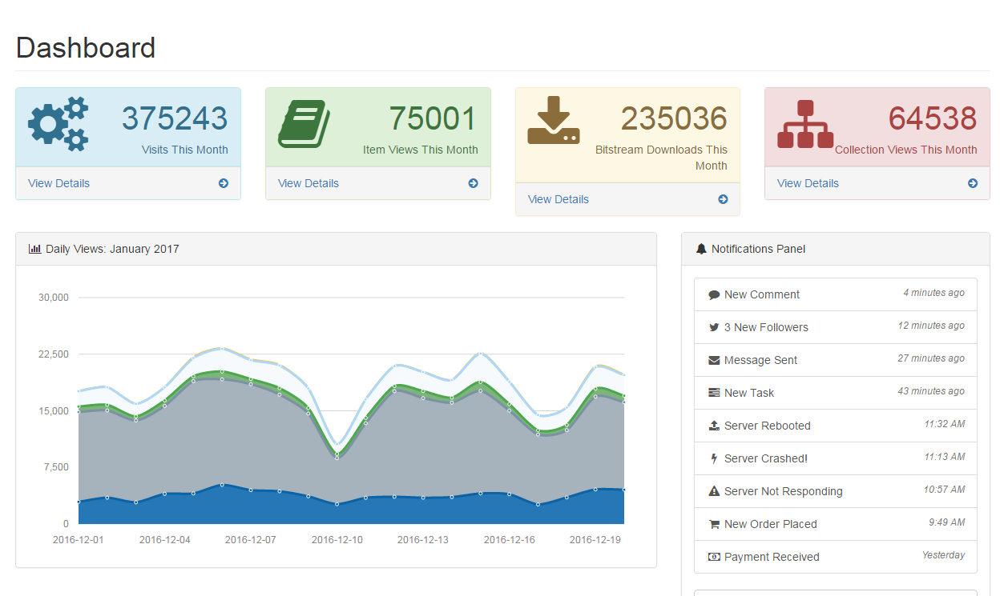 Dashboard
375243
Visits This Month
View Details
75001
Item Views This Month
View Details
235036
Bitstream Downloads This
Month
View Details
64538
Collection Views This Month
View Details
Daily Views: January 2017
30,000
22,500
15,000
7,500
0
2016-12-01 2016-12-04 2016-12-07 2016-12-10 2016-12-13 2016-12-16 2016-12-19
Notifications Panel
New Comment 4 minutes ago
3 New Followers 12 minutes ago
Message Sent 27 minutes ago
New Task 43 minutes ago
Server Rebooted 11:32 AM
Server Crashed! 11:13 AM
Server Not Responding 10:57 AM
New Order Placed 9:49 AM
Payment Received Yesterday